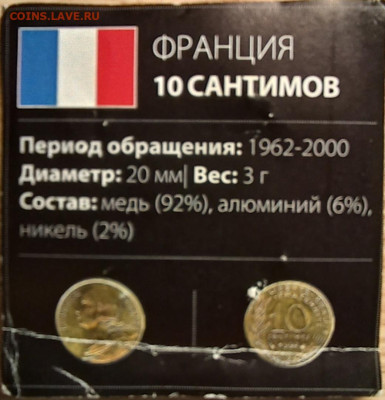 COINS.LAVE.RU
ФРАНЦИЯ
10 САНТИМОВ
Период обращения: 1962-2000
Диаметр: 20 мм| Вес: 3 г
Состав: медь (92%), алюминий (6%),
никель (2%)
10